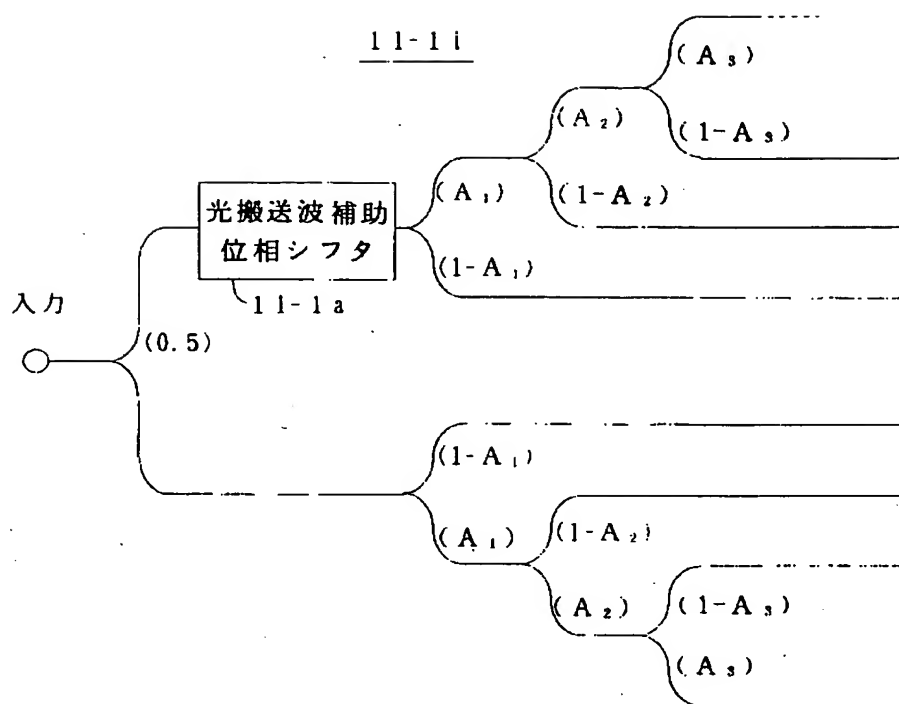 11-1i
(A₃)
(A₂)
(1-A₃)
光搬送波補助
位相シフタ
(A₁)
(1-A₂)
(1-A₁)
11-1a
入力
(0.5)
(1-A₁)
(A₁)
(1-A₂)
(A₂)
(1-A₃)
(A₃)